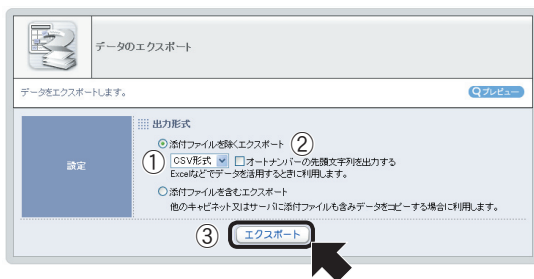 データのエクスポート
データをエクスポートします。
プレビュー
出力形式
設定
添付ファイルを除くエクスポート ②
① CSV形式 オートナンバーの先頭文字列を出力する
Excelなどでデータを活用するときに利用します。
添付ファイルを含むエクスポート
他のキャビネット又はサーバに添付ファイルも含みデータをコピーする場合に利用します。
③ エクスポート